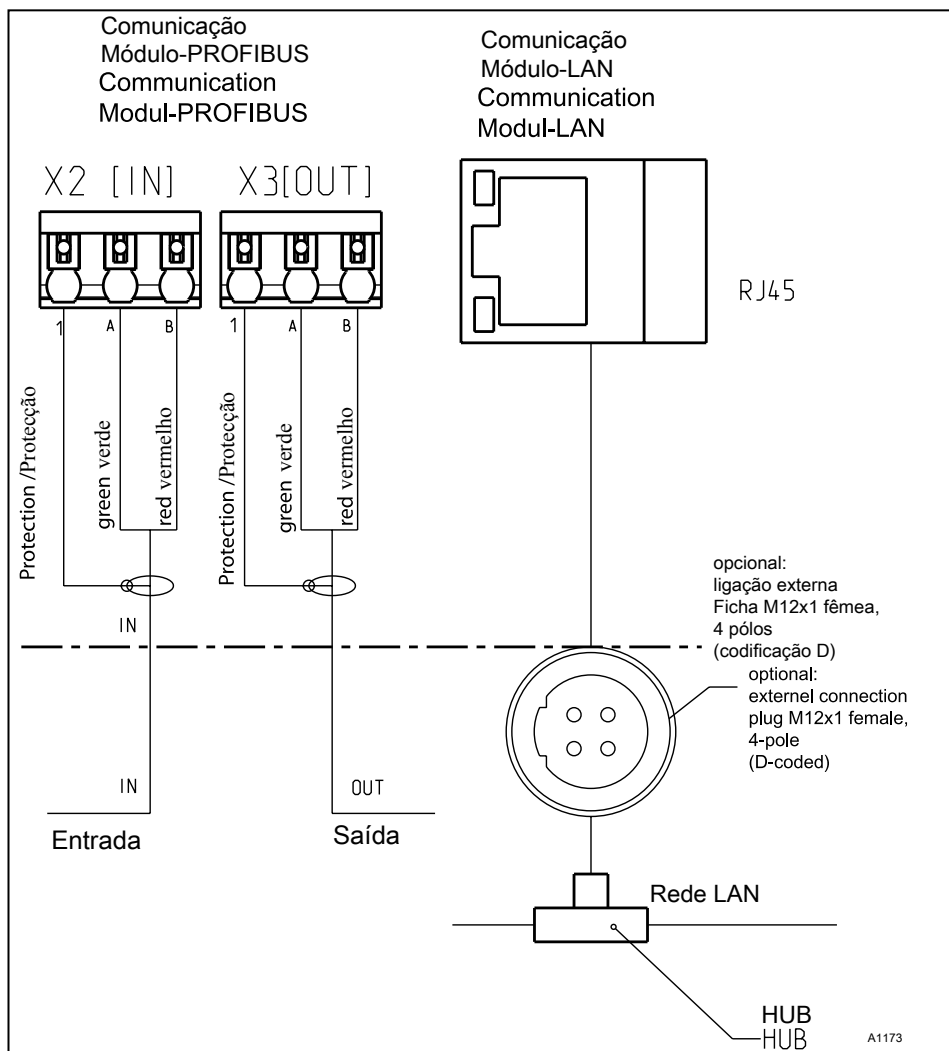 Comunicação
Módulo-PROFIBUS
Communication
Modul-PROFIBUS
Comunicação
Módulo-LAN
Communication
Modul-LAN
X2 [IN]
X3[OUT]
RJ45
1
A
B
1
A
B
Protection /Protecção
green verde
red vermelho
Protection /Protecção
green verde
red vermelho
IN
opcional:
ligação externa
Ficha M12x1 fêmea,
4 pólos
(codificação D)
optional:
externel connection
plug M12x1 female,
4-pole
(D-coded)
IN
OUT
Entrada
Saída
Rede LAN
HUB
HUB
A1173